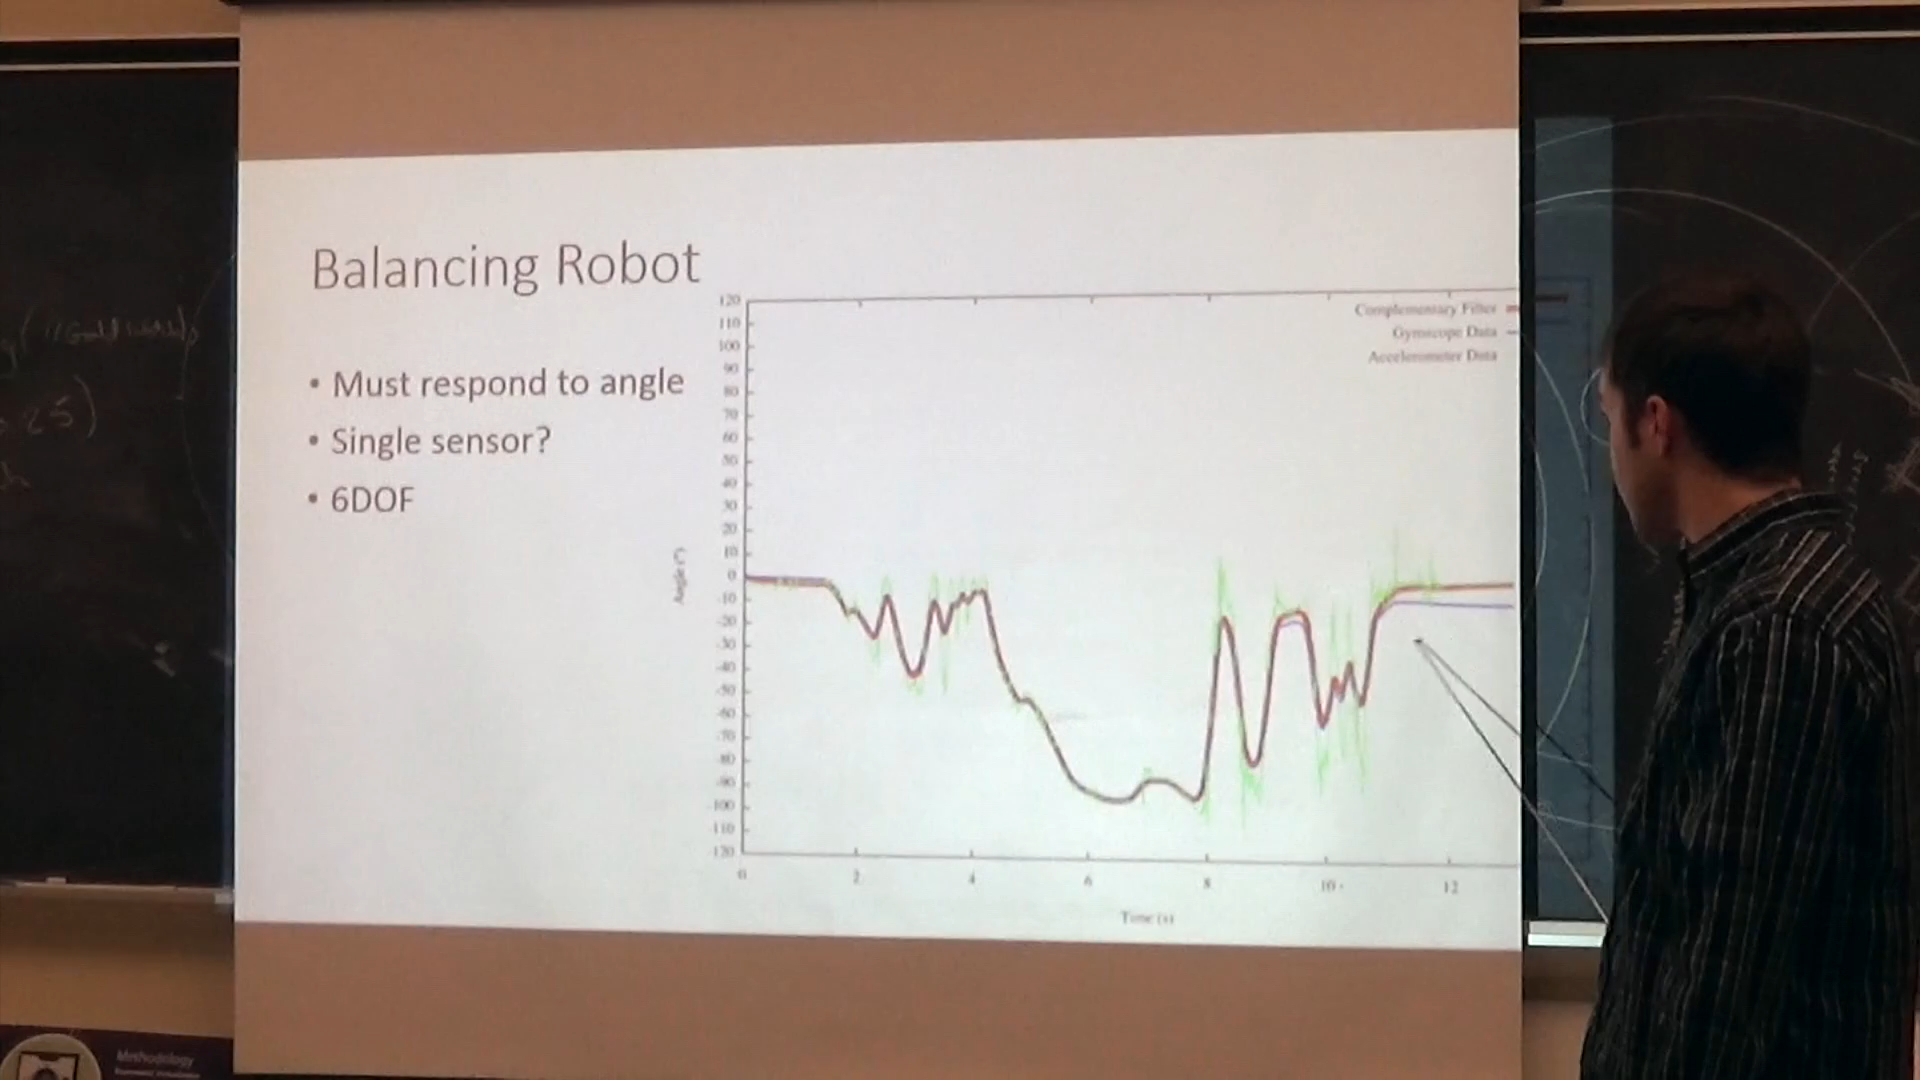 Balancing Robot
• Must respond to angle
• Single sensor?
• 6DOF
Complementary Filter
Gyroscope Data
Accelerometer Data
120
110
100
90
80
70
60
50
40
30
20
10
0
-10
-20
-30
-40
-50
-60
-70
-80
-90
-100
-110
-120
Angle (°)
0 2 4 6 8 10 12
Time (s)
25)
Methodology